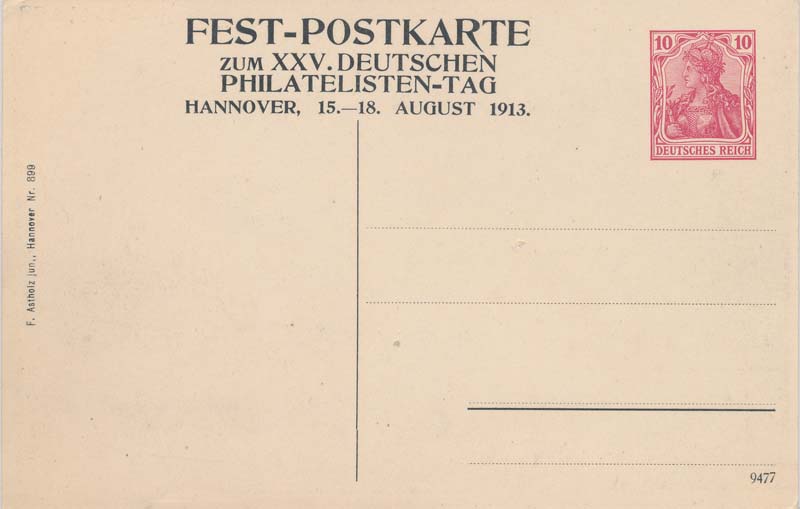 FEST-POSTKARTE
ZUM XXV. DEUTSCHEN
PHILATELISTEN-TAG
HANNOVER, 15.—18. AUGUST 1913.
10 10
DEUTSCHES REICH
F. Astholz jun., Hannover Nr. 899
9477